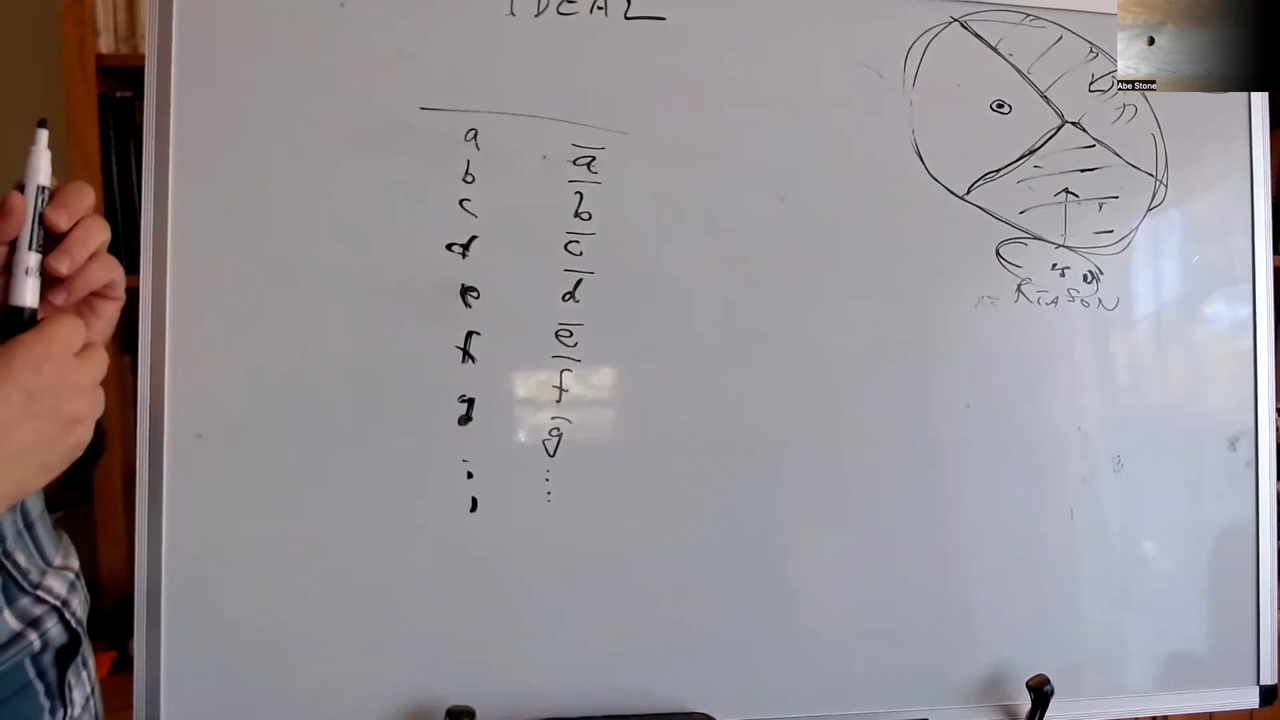 IDEAL
Abe Stone
a a̅
b b̅
c c̅
d d̅
e e̅
f f̅
g g̅
REASON